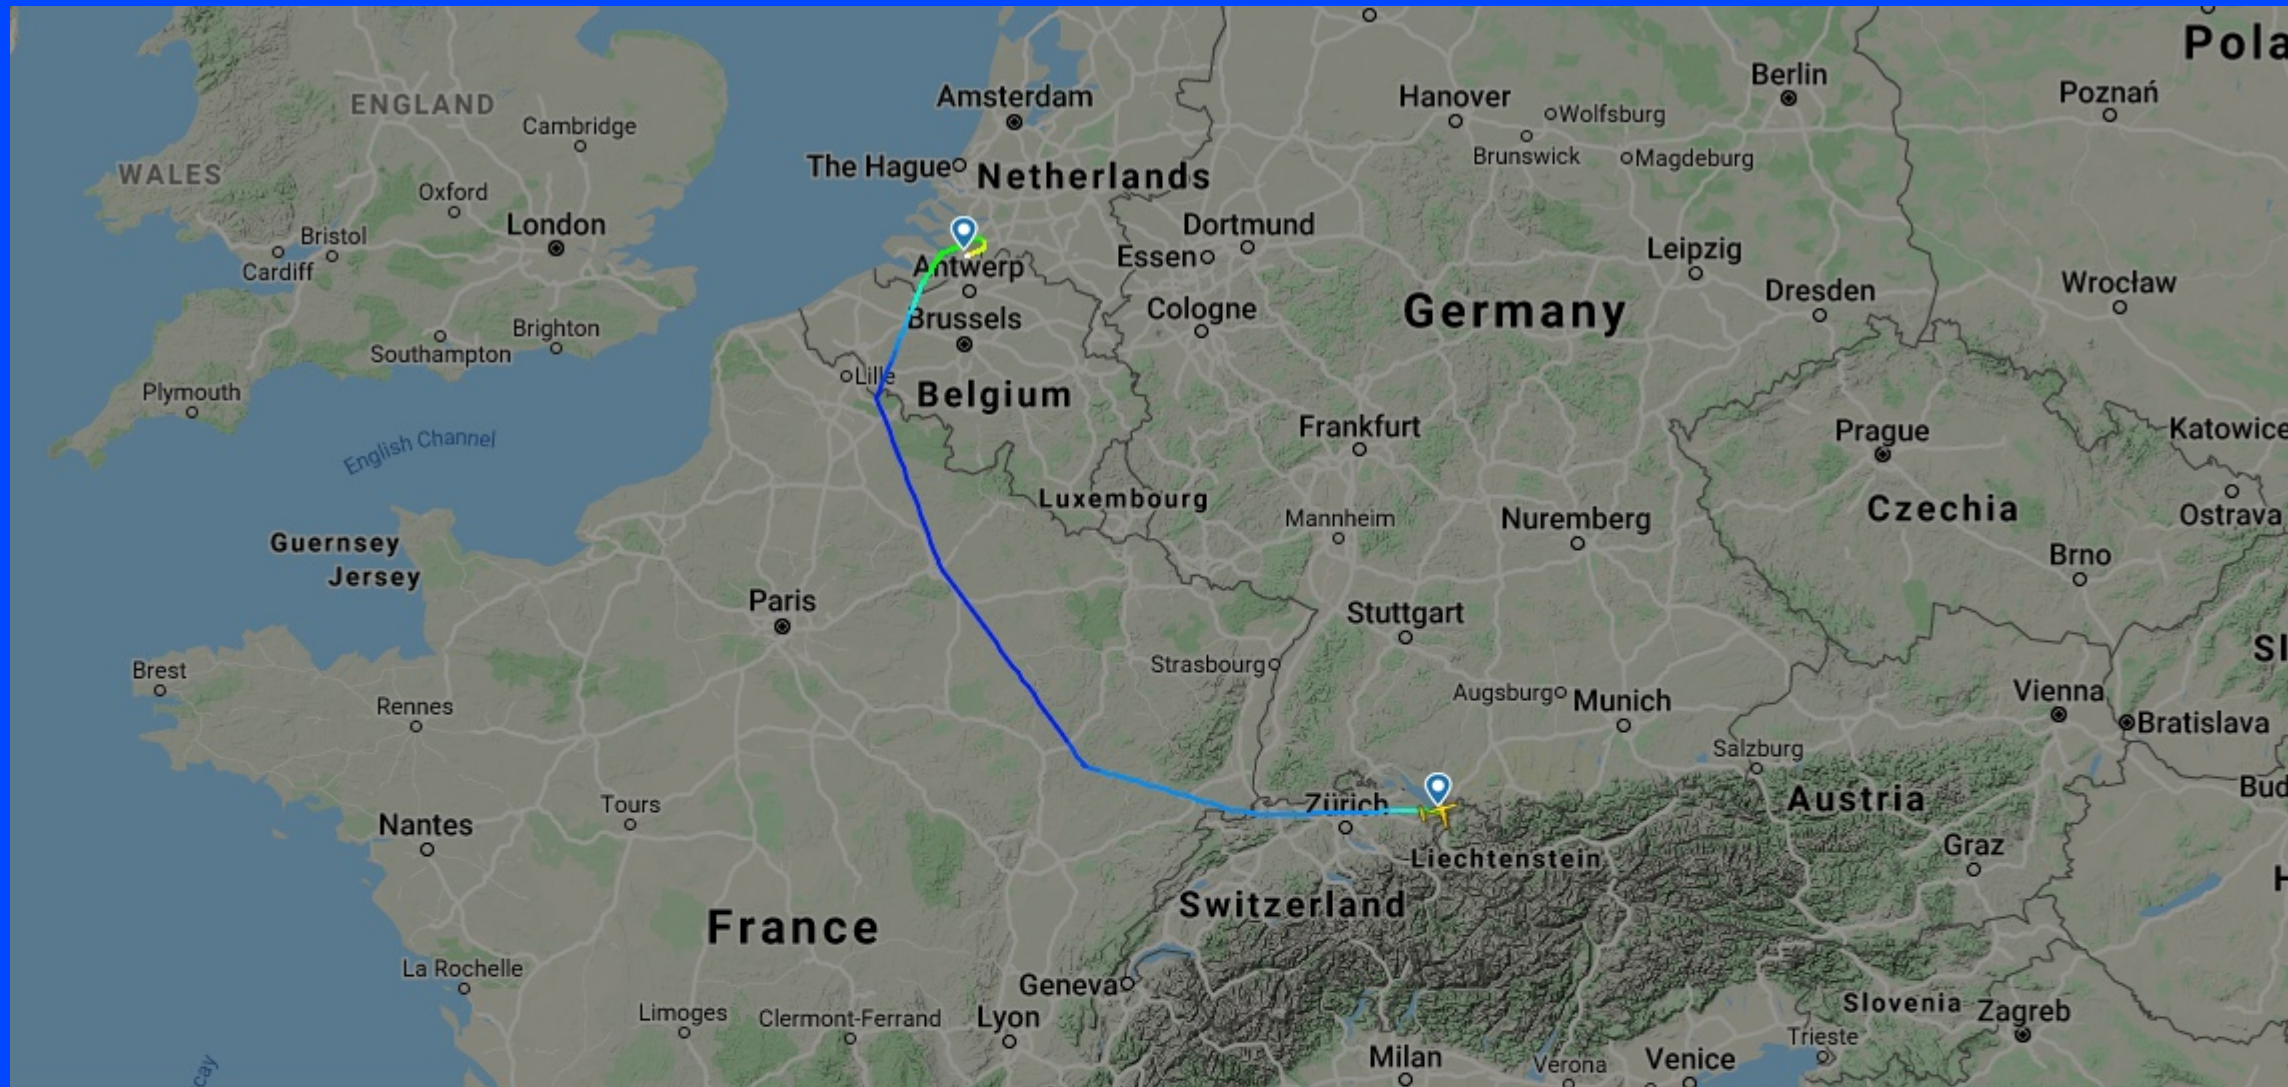 Pola
Berlin
Amsterdam
Hanover
Poznań
ENGLAND
Wolfsburg
Cambridge
Brunswick
Magdeburg
The Hague
Netherlands
WALES
Oxford
London
Dortmund
Bristol
Leipzig
Essen
Cardiff
Antwerp
Wrocław
Dresden
Cologne
Germany
Brussels
Brighton
Southampton
Lille
Plymouth
Belgium
Frankfurt
Prague
Katowice
English Channel
Luxembourg
Czechia
Mannheim
Nuremberg
Ostrava
Guernsey
Jersey
Brno
Paris
Stuttgart
Sl
Brest
Strasbourg
Augsburg
Munich
Vienna
Rennes
Bratislava
Salzburg
Bud
Tours
Zürich
Austria
Nantes
Liechtenstein
Graz
H
Switzerland
France
La Rochelle
Geneva
Limoges
Clermont-Ferrand
Lyon
Slovenia
Zagreb
Trieste
Milan
Verona
Venice
cay